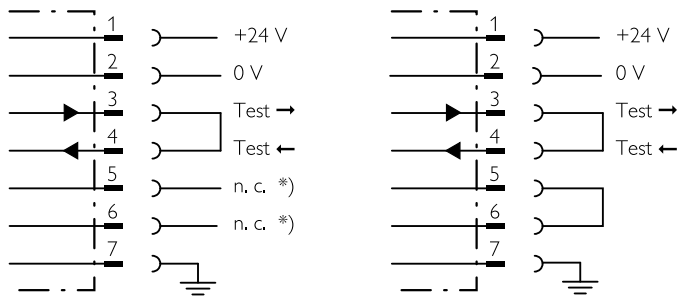 1 +24 V
2 0 V
3 Test →
4 Test ←
5 n. c. *)
6 n. c. *)
7
1 +24 V
2 0 V
3 Test →
4 Test ←
5
6
7